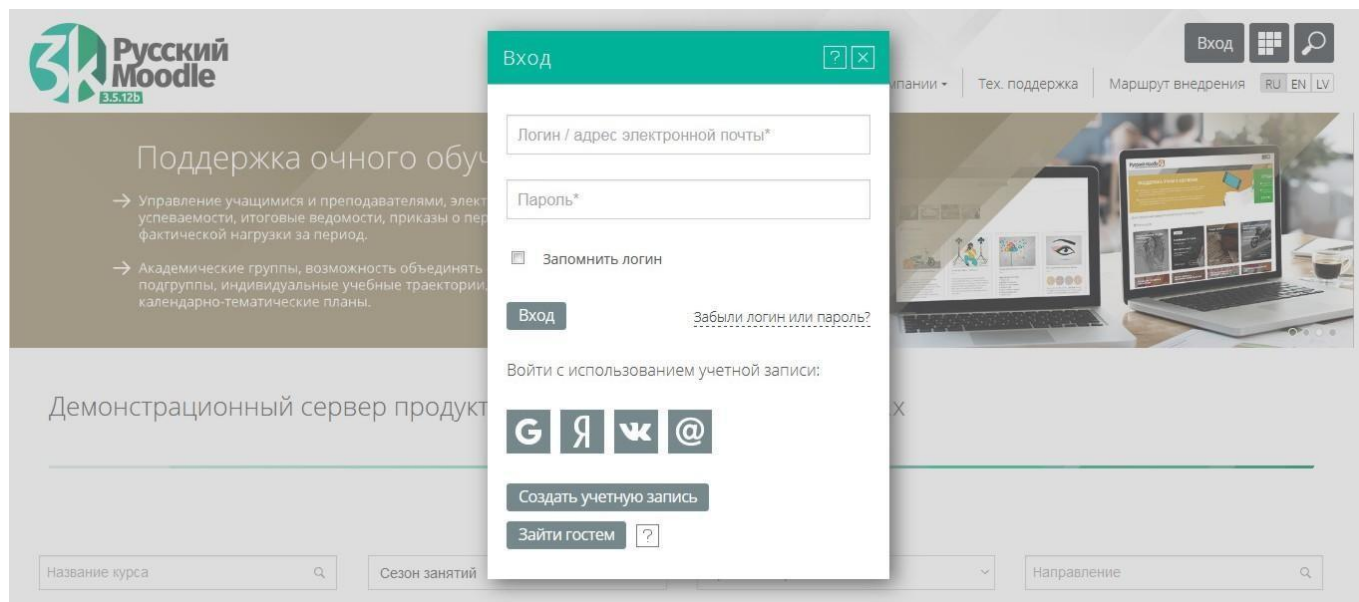 Русский
Moodle
3.5.12b
Вход
мпании
Тех. поддержка
Маршрут внедрения
RU EN LV
Поддержка очного обуч
Управление учащимися и преподавателями, элект
успеваемости, итоговые ведомости, приказы о пер
фактической нагрузки за период.
Академические группы, возможность объединять
подгруппы, индивидуальные учебные траектории,
календарно-тематические планы.
Вход
?
Логин / адрес электронной почты*
Пароль*
Запомнить логин
Вход
Забыли логин или пароль?
Войти с использованием учетной записи:
G Я @
Создать учетную запись
Зайти гостем ?
Демонстрационный сервер продукт
х
Название курса
Сезон занятий
Направление